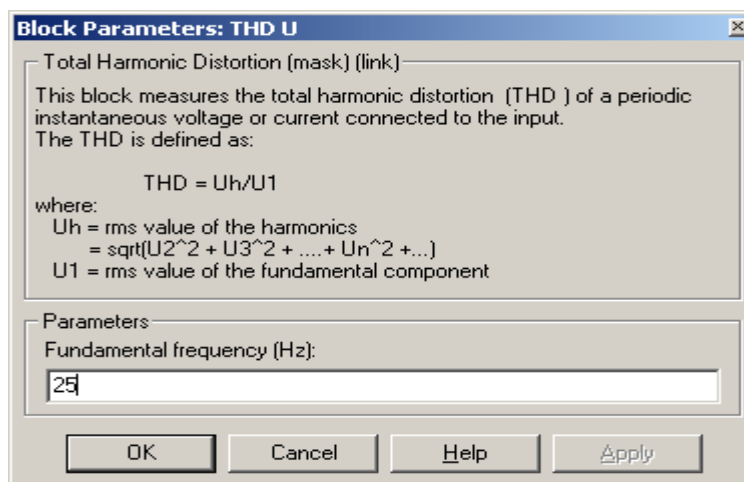 Block Parameters: THD U
Total Harmonic Distortion (mask) (link)
This block measures the total harmonic distortion (THD ) of a periodic
instantaneous voltage or current connected to the input.
The THD is defined as:
THD = Uh/U1
where:
Uh = rms value of the harmonics
= sqrt(U2^2 + U3^2 + ....+ Un^2 +...)
U1 = rms value of the fundamental component
Parameters
Fundamental frequency (Hz):
25
OK Cancel Help Apply